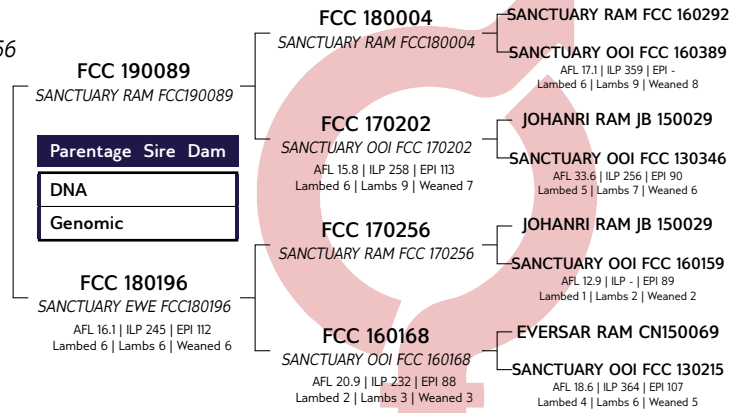 56
FCC 190089
SANCTUARY RAM FCC190089
Parentage Sire Dam
DNA
Genomic
FCC 180196
SANCTUARY EWE FCC180196
AFL 16.1 | ILP 245 | EPI 112
Lambed 6 | Lambs 6 | Weaned 6
FCC 180004
SANCTUARY RAM FCC180004
FCC 170202
SANCTUARY OOI FCC 170202
AFL 15.8 | ILP 258 | EPI 113
Lambed 6 | Lambs 9 | Weaned 7
FCC 170256
SANCTUARY RAM FCC 170256
FCC 160168
SANCTUARY OOI FCC 160168
AFL 20.9 | ILP 232 | EPI 88
Lambed 2 | Lambs 3 | Weaned 3
SANCTUARY RAM FCC 160292
SANCTUARY OOI FCC 160389
AFL 17.1 | ILP 359 | EPI -
Lambed 6 | Lambs 9 | Weaned 8
JOHANRI RAM JB 150029
SANCTUARY OOI FCC 130346
AFL 33.6 | ILP 256 | EPI 90
Lambed 5 | Lambs 7 | Weaned 6
JOHANRI RAM JB 150029
SANCTUARY OOI FCC 160159
AFL 12.9 | ILP - | EPI 89
Lambed 1 | Lambs 2 | Weaned 2
EVERSAR RAM CN150069
SANCTUARY OOI FCC 130215
AFL 18.6 | ILP 364 | EPI 107
Lambed 4 | Lambs 6 | Weaned 5